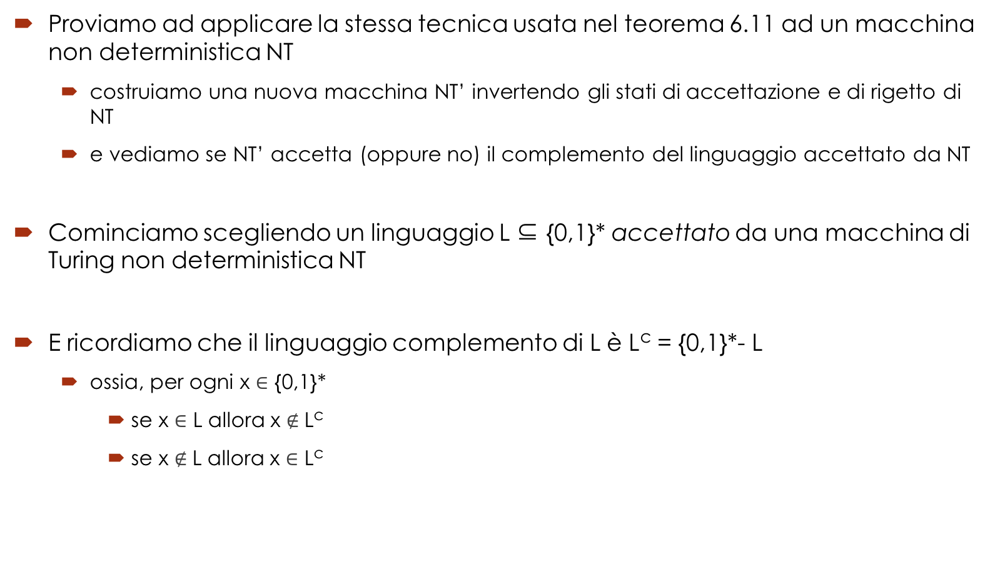 Proviamo ad applicare la stessa tecnica usata nel teorema 6.11 ad un macchina
non deterministica NT
costruiamo una nuova macchina NT’ invertendo gli stati di accettazione e di rigetto di
NT
e vediamo se NT’ accetta (oppure no) il complemento del linguaggio accettato da NT
Cominciamo scegliendo un linguaggio L ⊆ {0,1}* accettato da una macchina di
Turing non deterministica NT
E ricordiamo che il linguaggio complemento di L è Lᶜ = {0,1}*- L
ossia, per ogni x ∈ {0,1}*
se x ∈ L allora x ∉ Lᶜ
se x ∉ L allora x ∈ Lᶜ